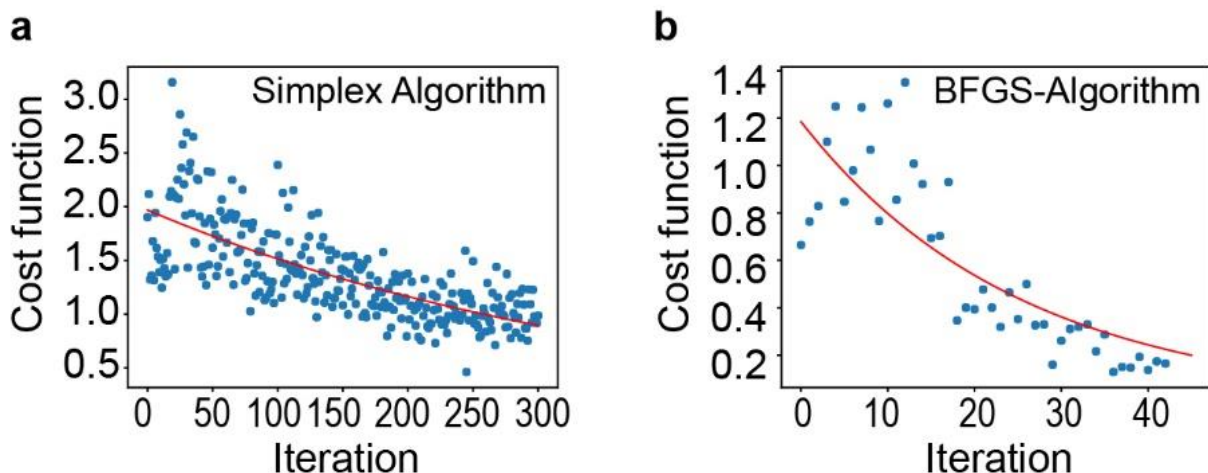 a
Simplex Algorithm
Cost function
3.0
2.5
2.0
1.5
1.0
0.5
0 50 100 150 200 250 300
Iteration
b
BFGS-Algorithm
Cost function
1.4
1.2
1.0
0.8
0.6
0.4
0.2
0 10 20 30 40
Iteration